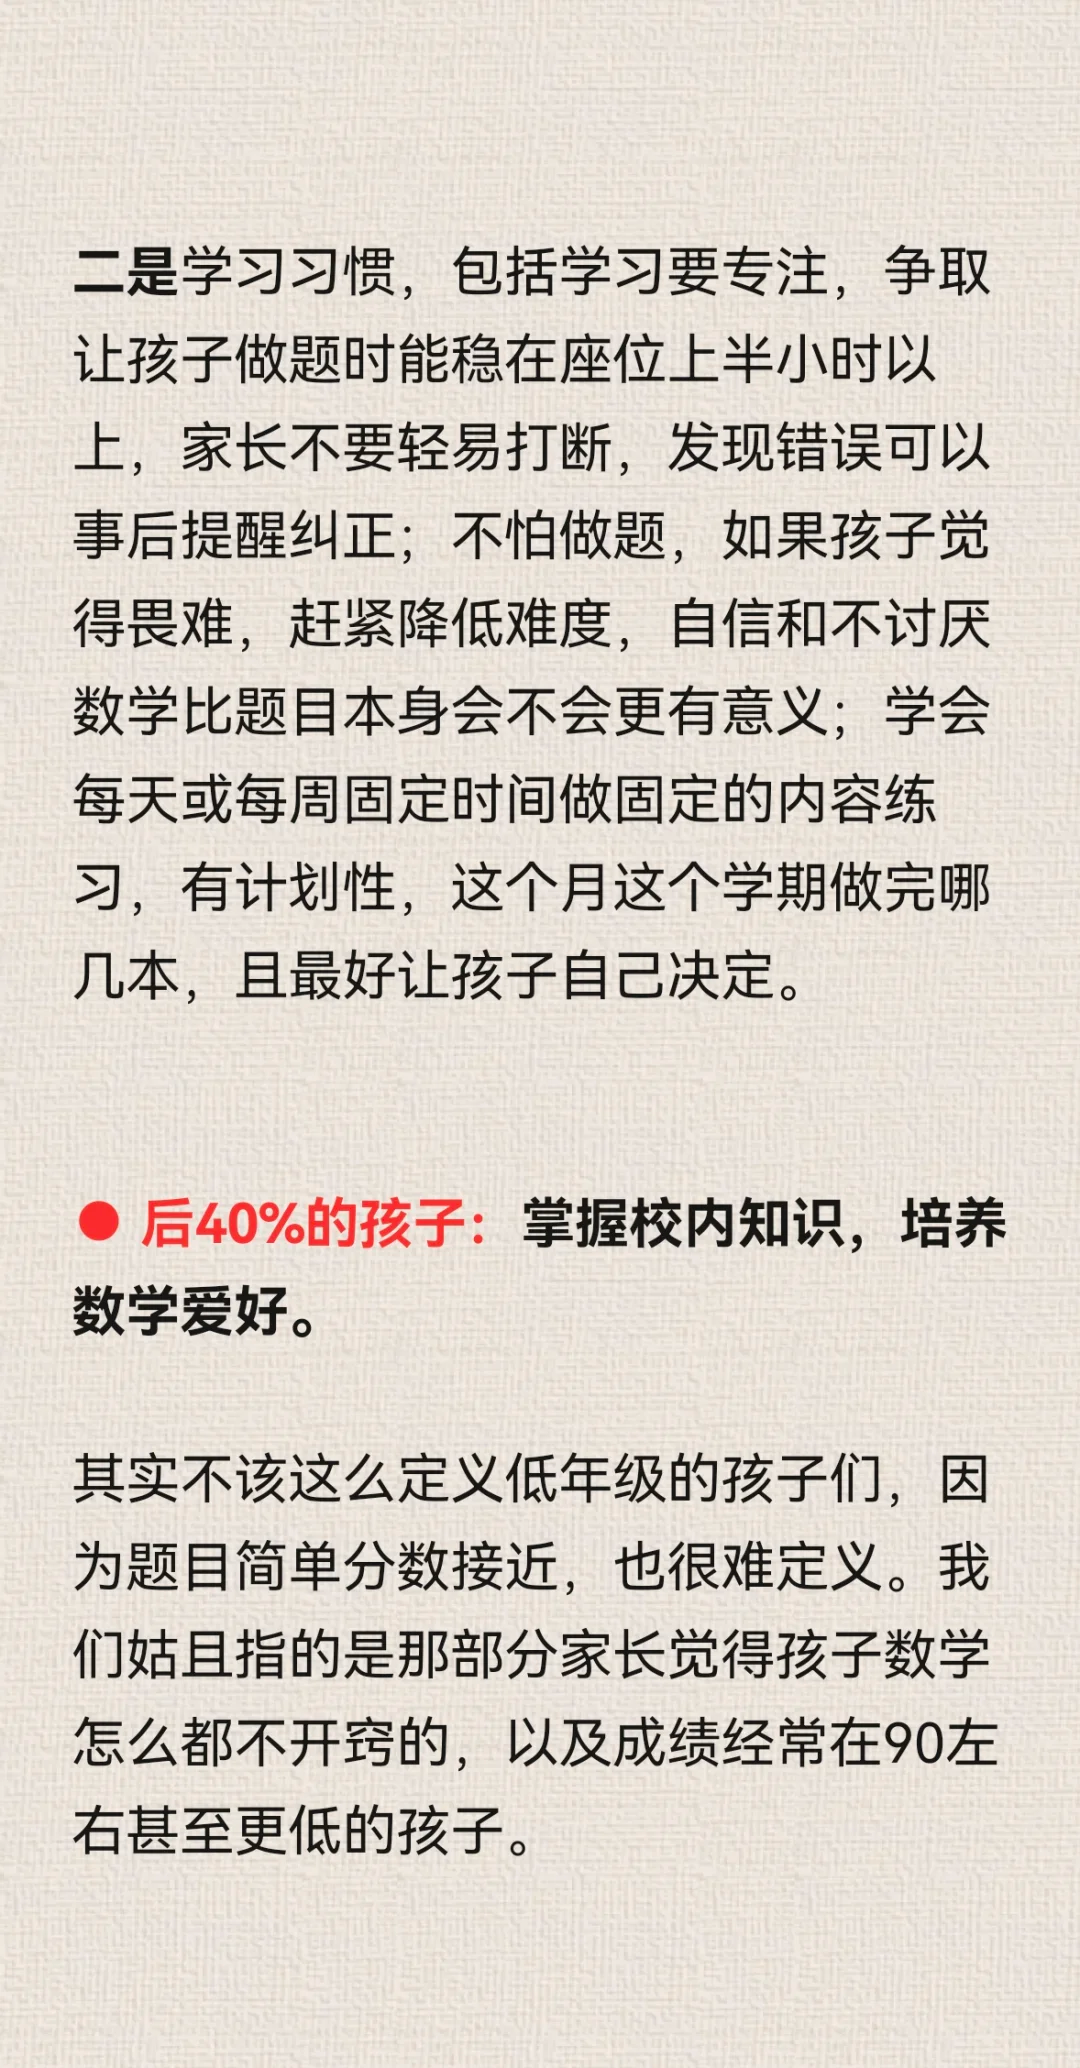 二是学习习惯，包括学习要专注，争取
让孩子做题时能稳在座位上半小时以
上，家长不要轻易打断，发现错误可以
事后提醒纠正；不怕做题，如果孩子觉
得畏难，赶紧降低难度，自信和不讨厌
数学比题目本身会不会更有意义；学会
每天或每周固定时间做固定的内容练
习，有计划性，这个月这个学期做完哪
几本，且最好让孩子自己决定。
● 后40%的孩子：掌握校内知识，培养
数学爱好。
其实不该这么定义低年级的孩子们，因
为题目简单分数接近，也很难定义。我
们姑且指的是那部分家长觉得孩子数学
怎么都不开窍的，以及成绩经常在90左
右甚至更低的孩子。